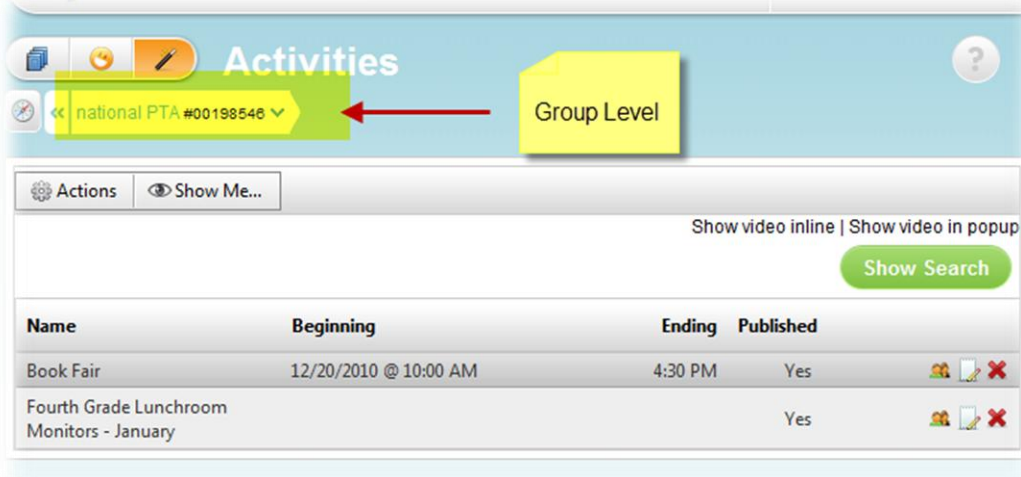 Activities
?
« national PTA #00198546
Group Level
Actions Show Me...
Show video inline | Show video in popup
Show Search
Name Beginning Ending Published
Book Fair 12/20/2010 @ 10:00 AM 4:30 PM Yes
Fourth Grade Lunchroom
Monitors - January Yes